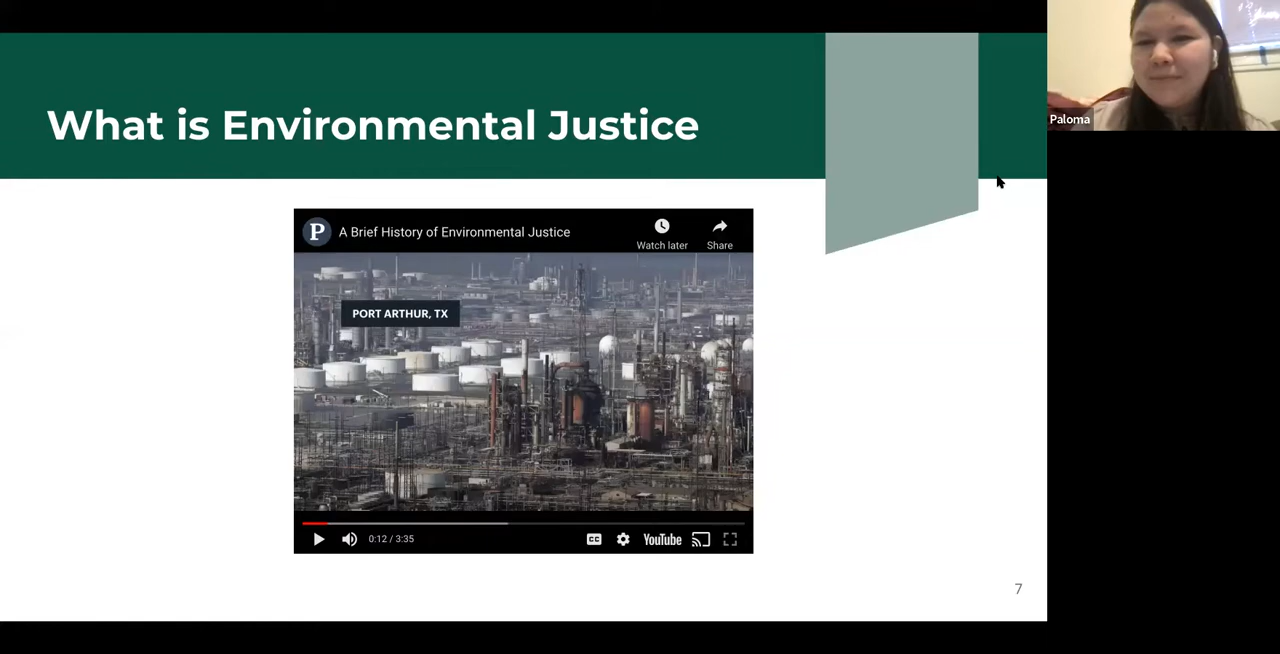 What is Environmental Justice
Paloma
P
A Brief History of Environmental Justice
Watch later
Share
PORT ARTHUR, TX
0:12 / 3:35
CC
YouTube
7